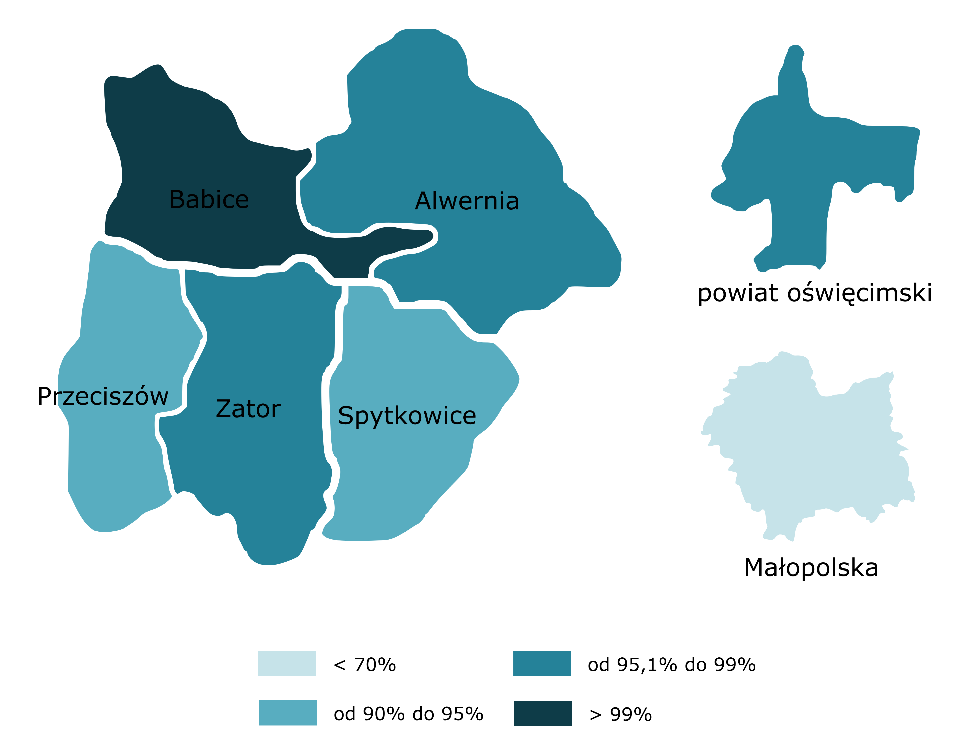 Babice
Alwernia
powiat oświęcimski
Przeciszów
Zator
Spytkowice
Małopolska
< 70%
od 95,1% do 99%
od 90% do 95%
> 99%